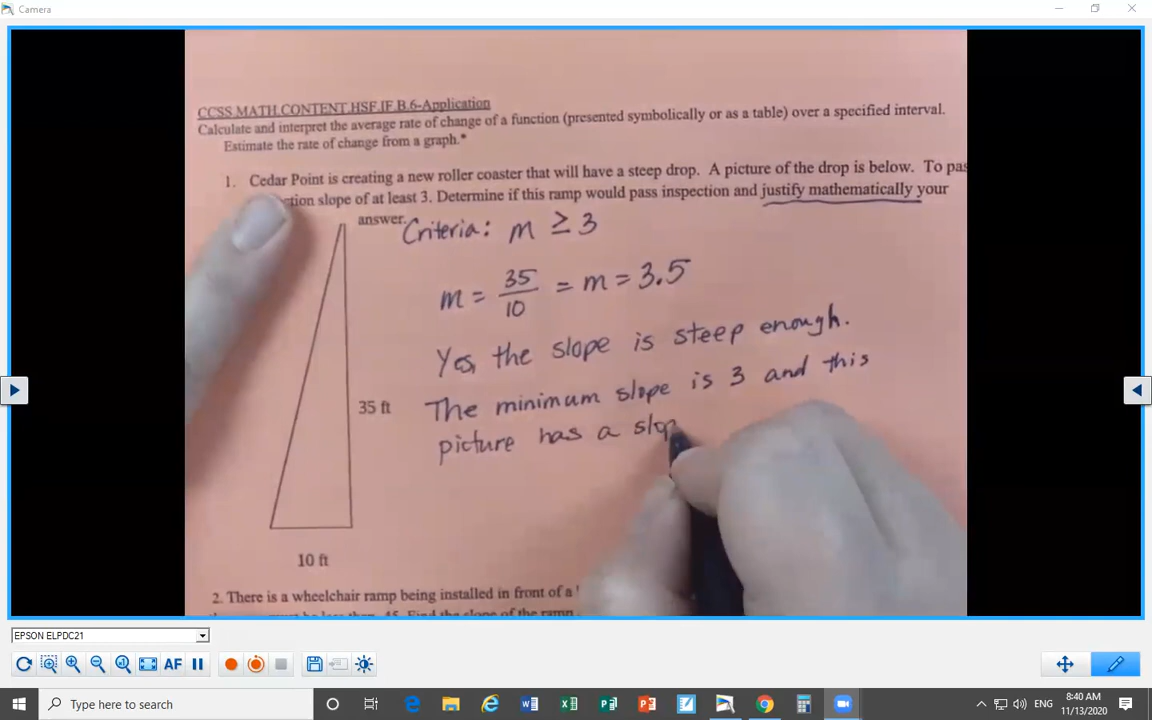 Camera
CCSS.MATH.CONTENT.HSF.IF.B.6-Application
Calculate and interpret the average rate of change of a function (presented symbolically or as a table) over a specified interval.
Estimate the rate of change from a graph.*
1. Cedar Point is creating a new roller coaster that will have a steep drop. A picture of the drop is below. To pas
ction slope of at least 3. Determine if this ramp would pass inspection and justify mathematically your
answer. Criteria: m ≥ 3
m = 35/10 = m = 3.5
Yes, the slope is steep enough.
The minimum slope is 3 and this
35 ft
picture has a slop
10 ft
2. There is a wheelchair ramp being installed in front of a
EPSON ELPDC21
AF
Type here to search
ENG
8:40 AM
11/13/2020